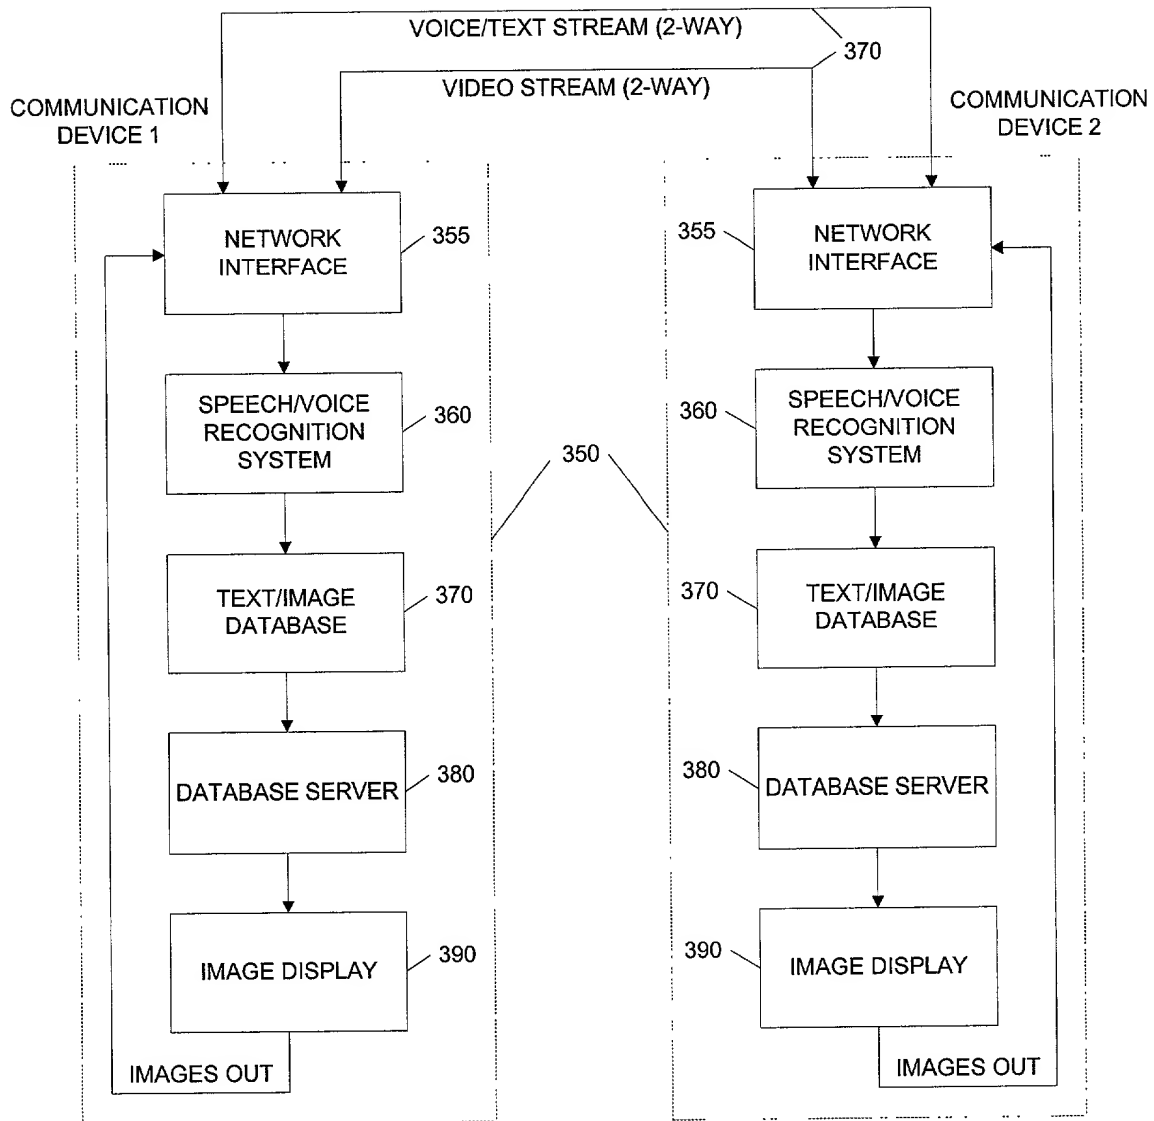 VOICE/TEXT STREAM (2-WAY)
370
VIDEO STREAM (2-WAY)
COMMUNICATION
DEVICE 1
COMMUNICATION
DEVICE 2
NETWORK
INTERFACE
355
355
NETWORK
INTERFACE
SPEECH/VOICE
RECOGNITION
SYSTEM
360
360
SPEECH/VOICE
RECOGNITION
SYSTEM
350
TEXT/IMAGE
DATABASE
370
370
TEXT/IMAGE
DATABASE
DATABASE SERVER
380
380
DATABASE SERVER
IMAGE DISPLAY
390
390
IMAGE DISPLAY
IMAGES OUT
IMAGES OUT